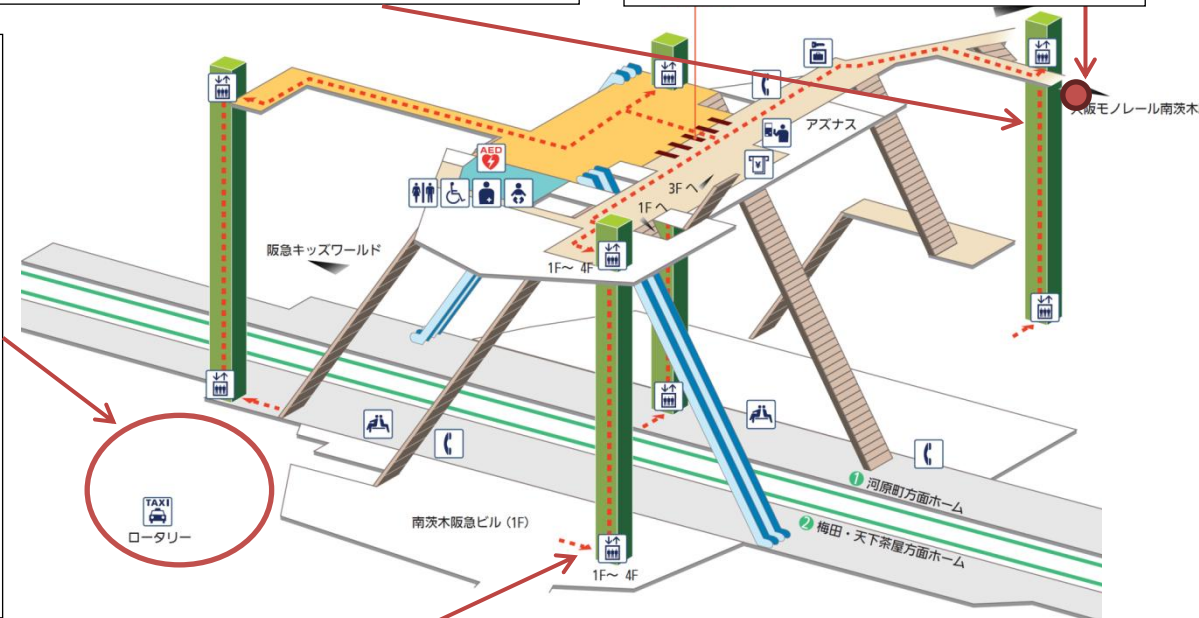 大阪モノレール南茨木
アズナス
AED
3Fへ
1Fへ
阪急キッズワールド
1F～ 4F
1 河原町方面ホーム
2 梅田・天下茶屋方面ホーム
TAXI
ロータリー
南茨木阪急ビル (1F)
1F～ 4F